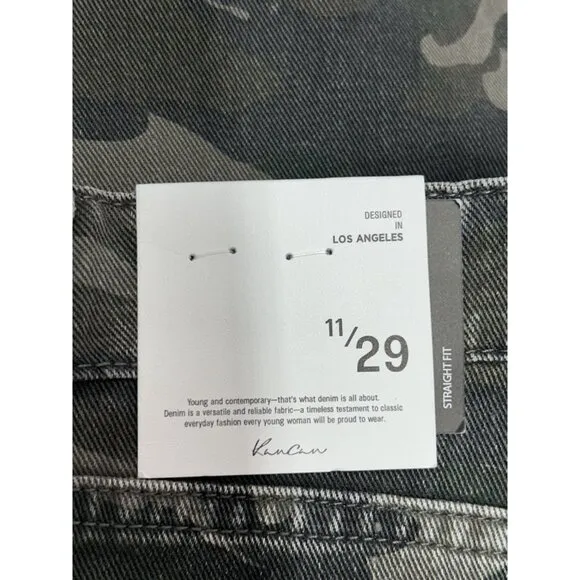 DESIGNED
IN
LOS ANGELES
11/29
STRAIGHT FIT
Young and contemporary—that's what denim is all about.
Denim is a versatile and reliable fabric—a timeless testament to classic
everyday fashion every young woman will be proud to wear.
KanCan